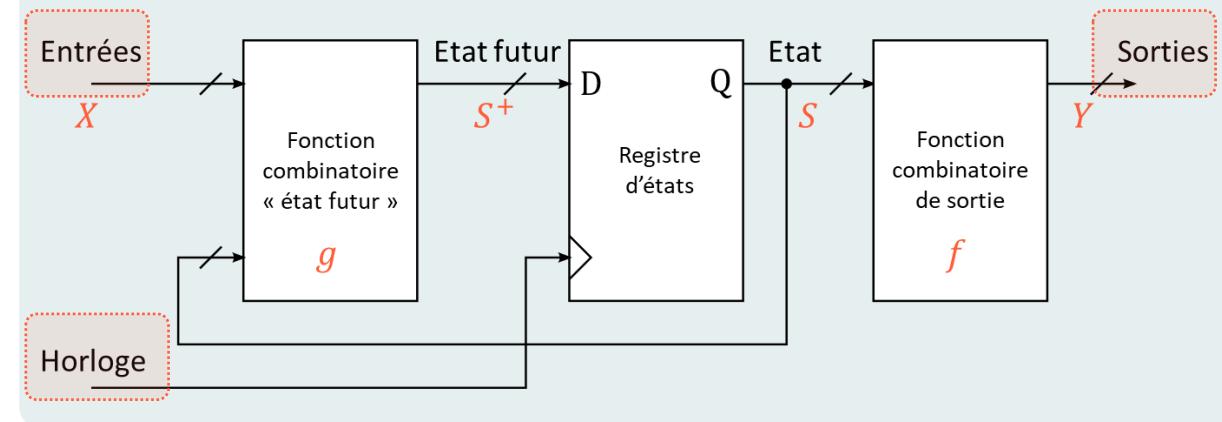 Entrées
X
Fonction
combinatoire
« état futur »
g
Etat futur
S⁺
D
Q
Registre
d’états
Etat
S
Fonction
combinatoire
de sortie
f
Sorties
Y
Horloge